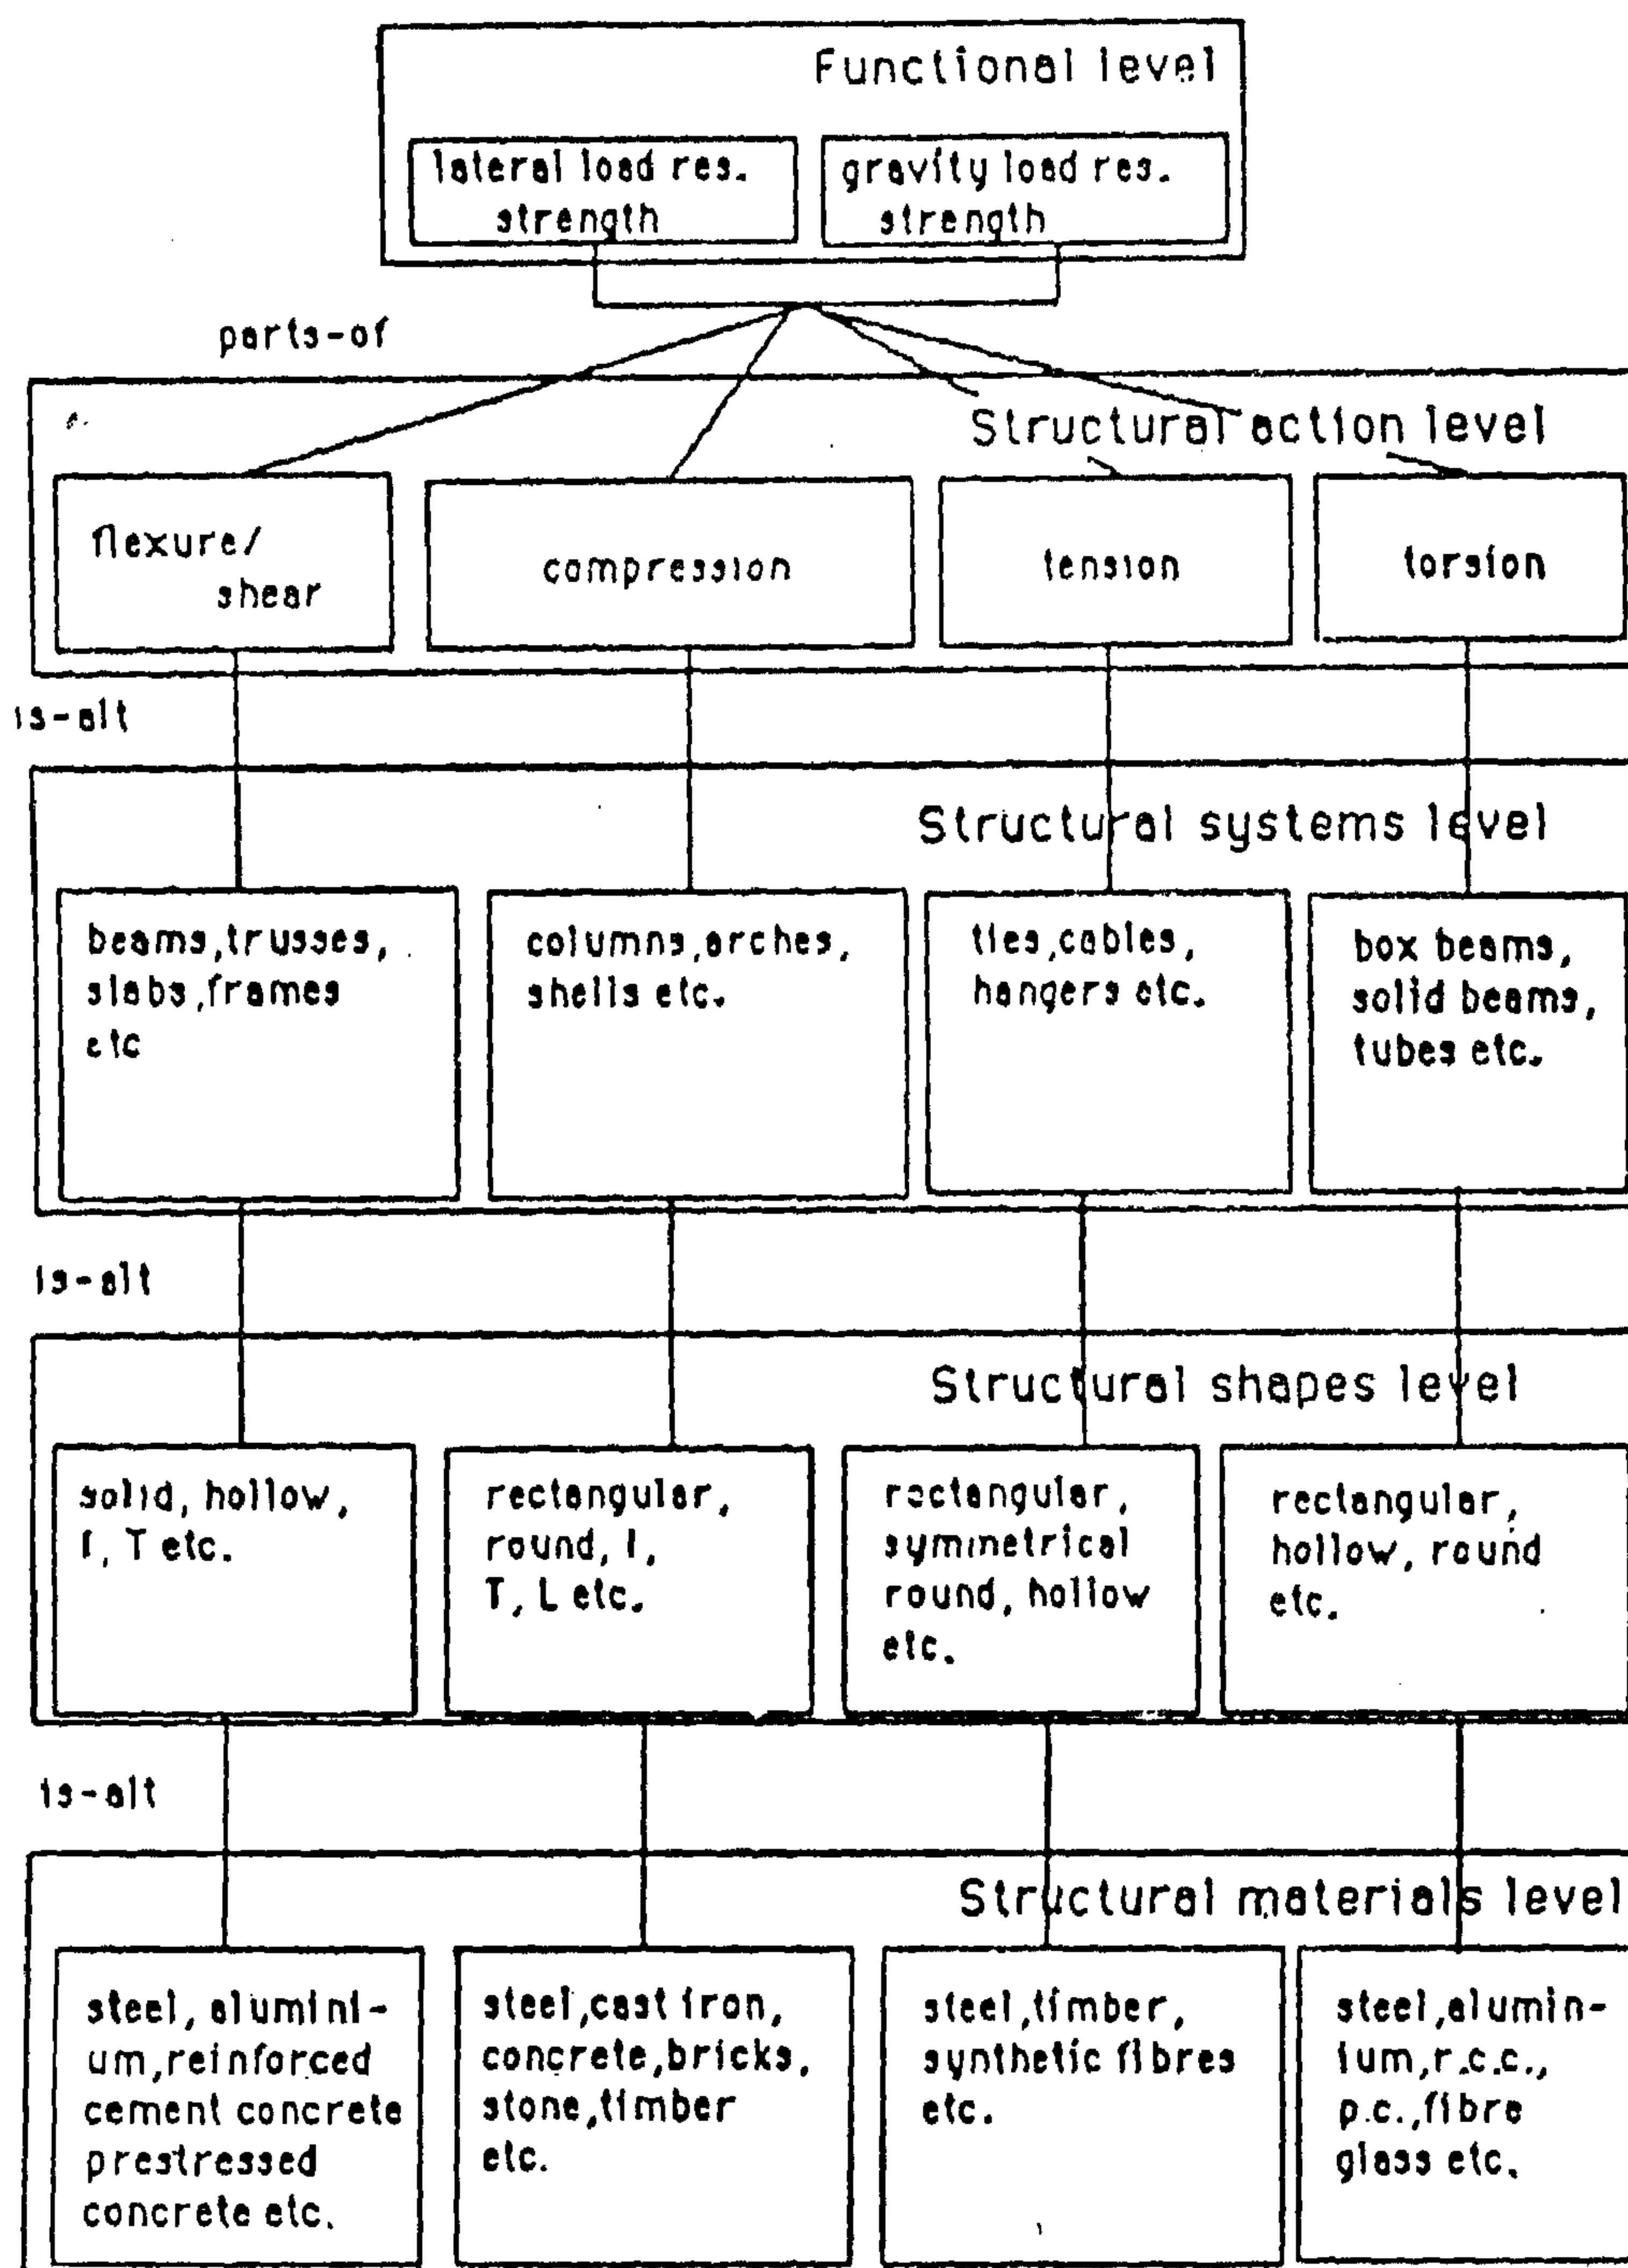 Functional level
lateral load res.
strength
gravity load res.
strength
parts-of
Structural action level
flexure/
shear
compression
tension
torsion
is-alt
Structural systems level
beams,trusses,
slabs,frames
etc
columns,arches,
shells etc.
ties,cables,
hangers etc.
box beams,
solid beams,
tubes etc.
is-alt
Structural shapes level
solid, hollow,
I, T etc.
rectangular,
round, I,
T, L etc.
rectangular,
symmetrical
round, hollow
etc.
rectangular,
hollow, round
etc.
is-alt
Structural materials level
steel, alumini-
um,reinforced
cement concrete
prestressed
concrete etc.
steel,cast iron,
concrete,bricks,
stone,timber
etc.
steel,timber,
synthetic fibres
etc.
steel,alumin-
ium,r.c.c.,
p.c.,fibre
glass etc.